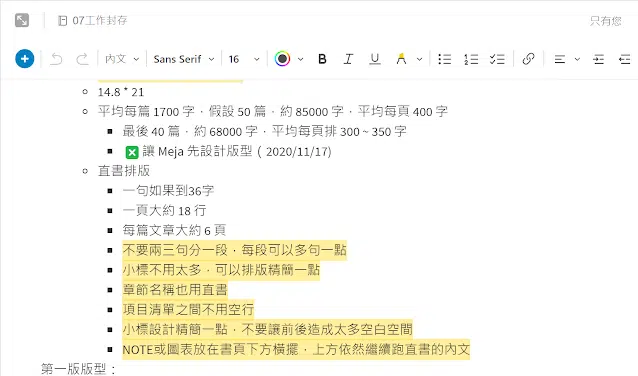 07工作封存
只有您
內文
Sans Serif
16
B
I
U
A
14.8 * 21
平均每篇 1700 字，假設 50 篇，約 85000 字，平均每頁 400 字
最後 40 篇，約 68000 字，平均每頁排 300 ~ 350 字
讓 Meja 先設計版型（2020/11/17)
直書排版
一句如果到36字
一頁大約 18 行
每篇文章大約 6 頁
不要兩三句分一段，每段可以多句一點
小標不用太多，可以排版精簡一點
章節名稱也用直書
項目清單之間不用空行
小標設計精簡一點，不要讓前後造成太多空白空間
NOTE或圖表放在書頁下方橫擺，上方依然繼續跑直書的內文
第一版版型：